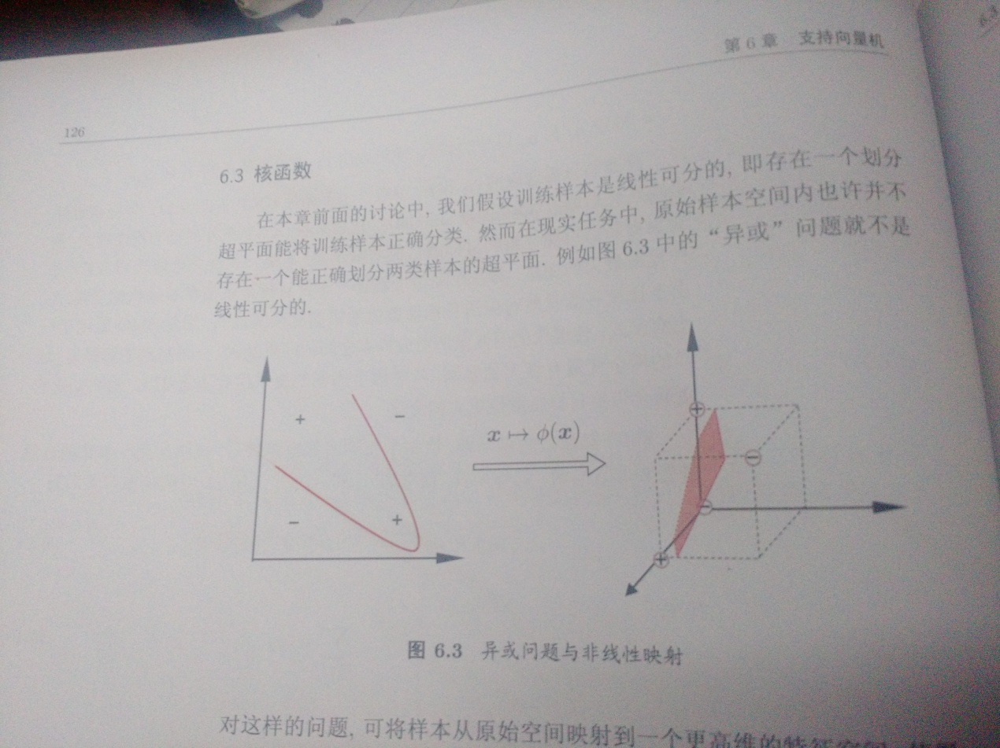 第 6 章 支持向量机
126
6.3 核函数
在本章前面的讨论中, 我们假设训练样本是线性可分的, 即存在一个划分
超平面能将训练样本正确分类. 然而在现实任务中, 原始样本空间内也许并不
存在一个能正确划分两类样本的超平面. 例如图 6.3 中的 “异或” 问题就不是
线性可分的.
+ −
− +
x ↦ ϕ(x)
+
−
−
+
图 6.3 异或问题与非线性映射
对这样的问题, 可将样本从原始空间映射到一个更高维的特征空间